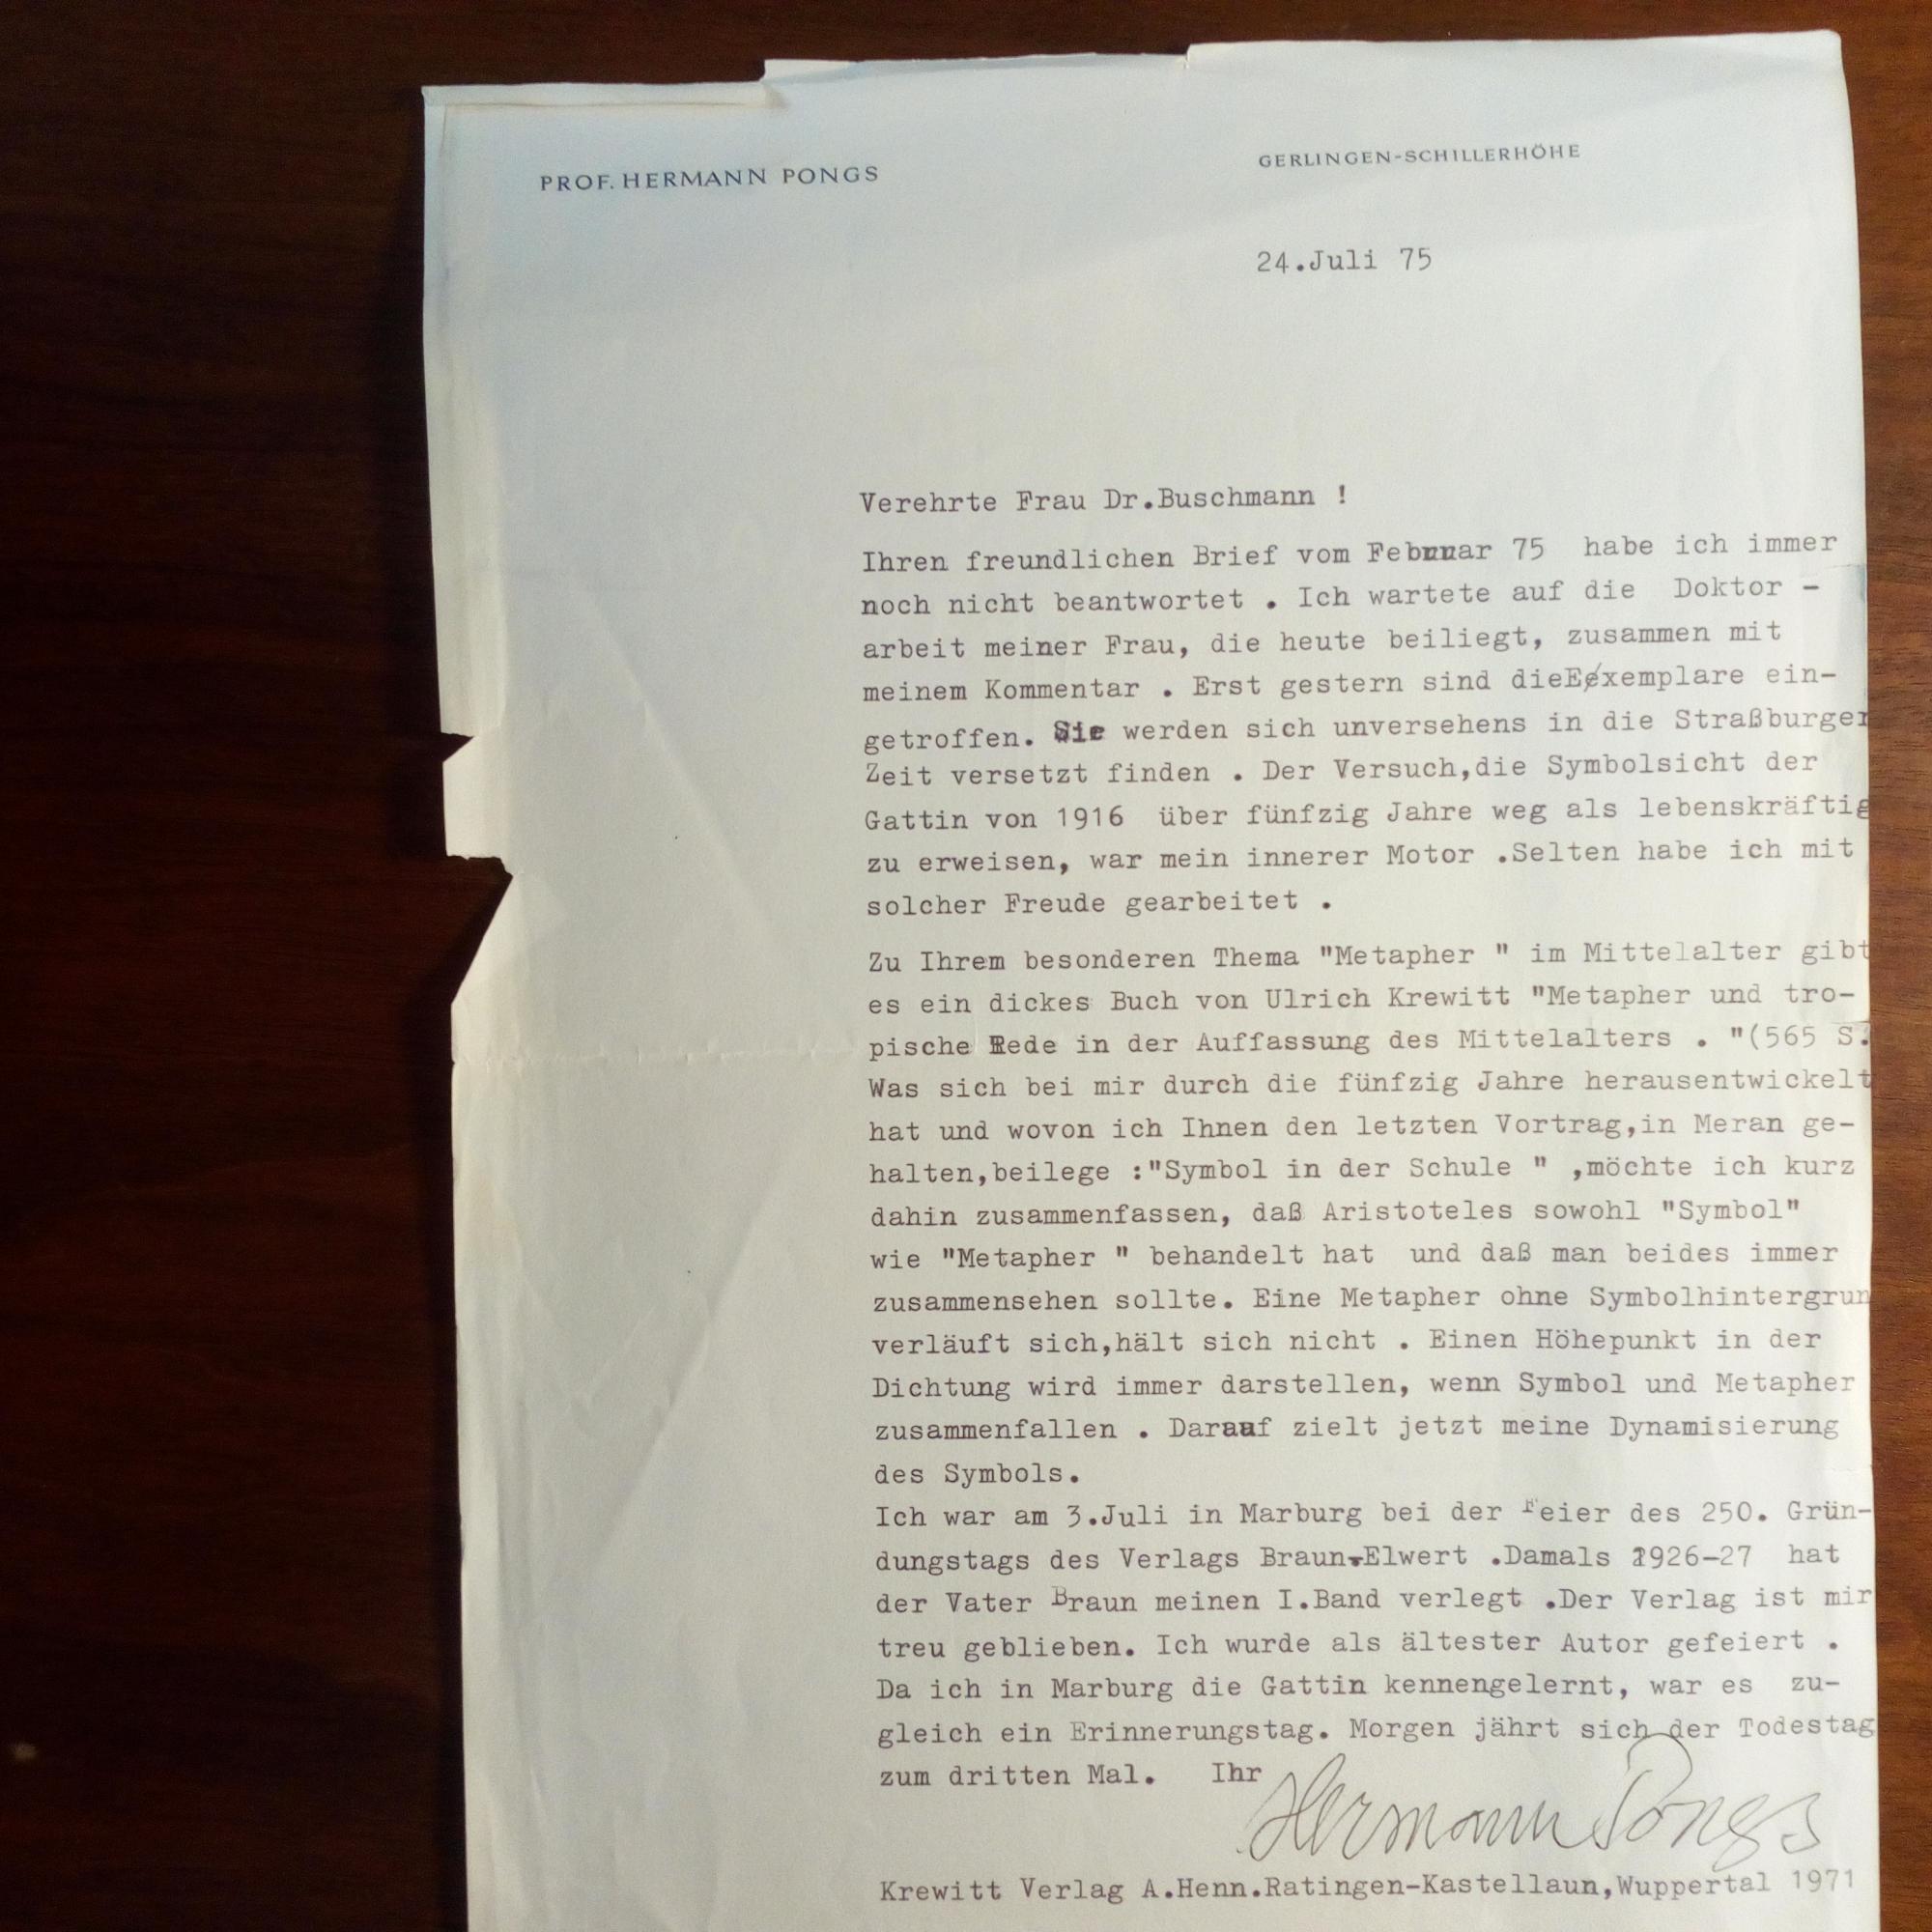 PROF. HERMANN PONGS
GERLINGEN-SCHILLERHÖHE
24.Juli 75
Verehrte Frau Dr.Buschmann !
Ihren freundlichen Brief vom Februar 75 habe ich immer
noch nicht beantwortet . Ich wartete auf die Doktor -
arbeit meiner Frau, die heute beiliegt, zusammen mit
meinem Kommentar . Erst gestern sind dieExemplare ein-
getroffen. Sie werden sich unversehens in die Straßburger
Zeit versetzt finden . Der Versuch,die Symbolsicht der
Gattin von 1916 über fünfzig Jahre weg als lebenskräftig
zu erweisen, war mein innerer Motor .Selten habe ich mit
solcher Freude gearbeitet .
Zu Ihrem besonderen Thema "Metapher " im Mittelalter gibt
es ein dickes Buch von Ulrich Krewitt "Metapher und tro-
pische Rede in der Auffassung des Mittelalters . "(565 S.
Was sich bei mir durch die fünfzig Jahre herausentwickelt
hat und wovon ich Ihnen den letzten Vortrag,in Meran ge-
halten,beilege :"Symbol in der Schule " ,möchte ich kurz
dahin zusammenfassen, daß Aristoteles sowohl "Symbol"
wie "Metapher " behandelt hat und daß man beides immer
zusammensehen sollte. Eine Metapher ohne Symbolhintergrun
verläuft sich,hält sich nicht . Einen Höhepunkt in der
Dichtung wird immer darstellen, wenn Symbol und Metapher
zusammenfallen . Darauf zielt jetzt meine Dynamisierung
des Symbols.
Ich war am 3.Juli in Marburg bei der Feier des 250. Grün-
dungstags des Verlags Braun-Elwert .Damals 1926-27 hat
der Vater Braun meinen I.Band verlegt .Der Verlag ist mir
treu geblieben. Ich wurde als ältester Autor gefeiert .
Da ich in Marburg die Gattin kennengelernt, war es zu-
gleich ein Erinnerungstag. Morgen jährt sich der Todestag
zum dritten Mal. Ihr
Hermann Pongs
Krewitt Verlag A.Henn.Ratingen-Kastellaun,Wuppertal 1971